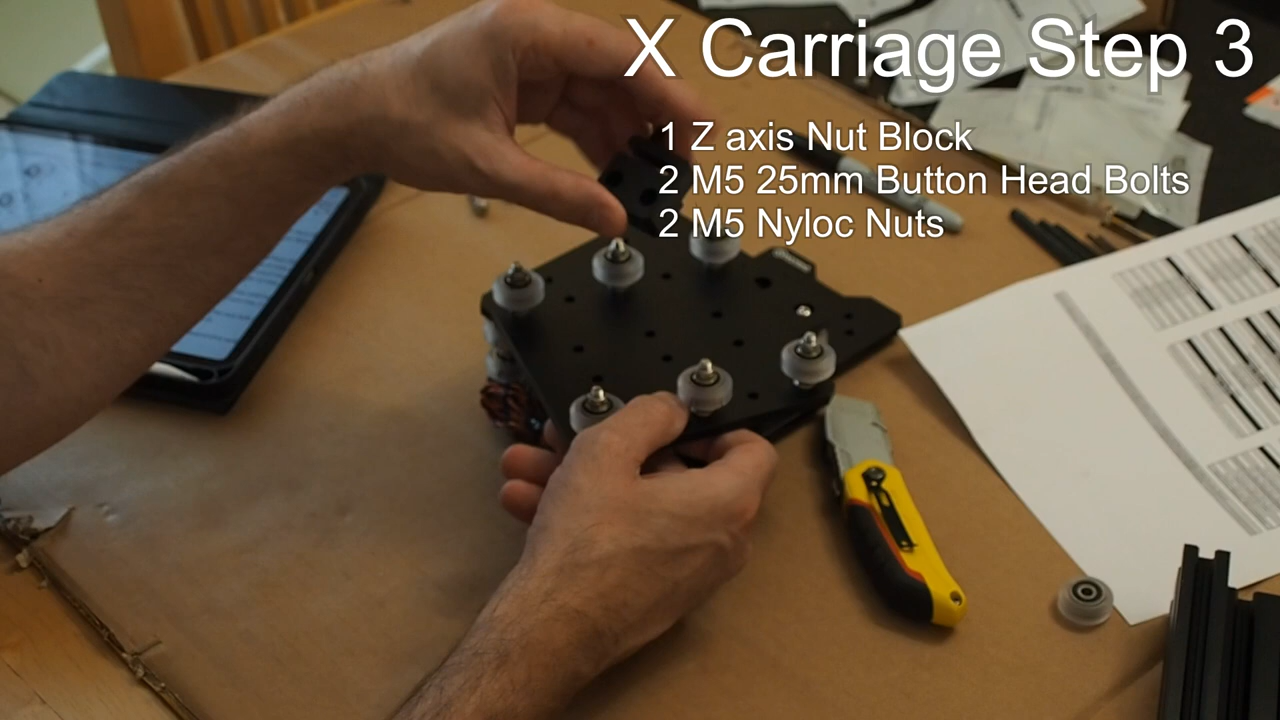 X Carriage Step 3
1 Z axis Nut Block
2 M5 25mm Button Head Bolts
2 M5 Nyloc Nuts